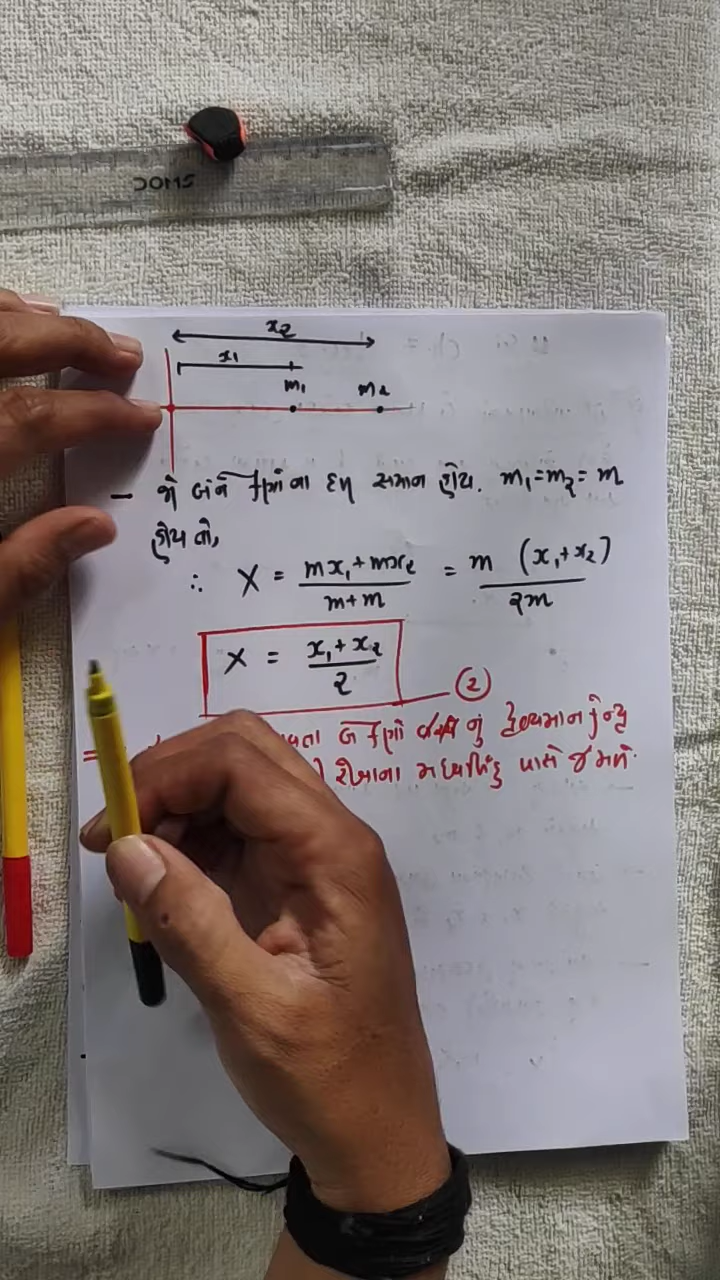 DOMS
x₂
x₁
m₁ m₂
- જો બંને કણોના દળ સમાન હોય. m₁=m₂=m
હોય તો,
∴ X = mx₁+mx₂ / m+m = m (x₁+x₂) / 2m
X = x₁+x₂ / 2
②
કણો નું દ્રવ્યમાન કેન્દ્ર
રેખાના મધ્યબિંદુ પાસે જ મળે.